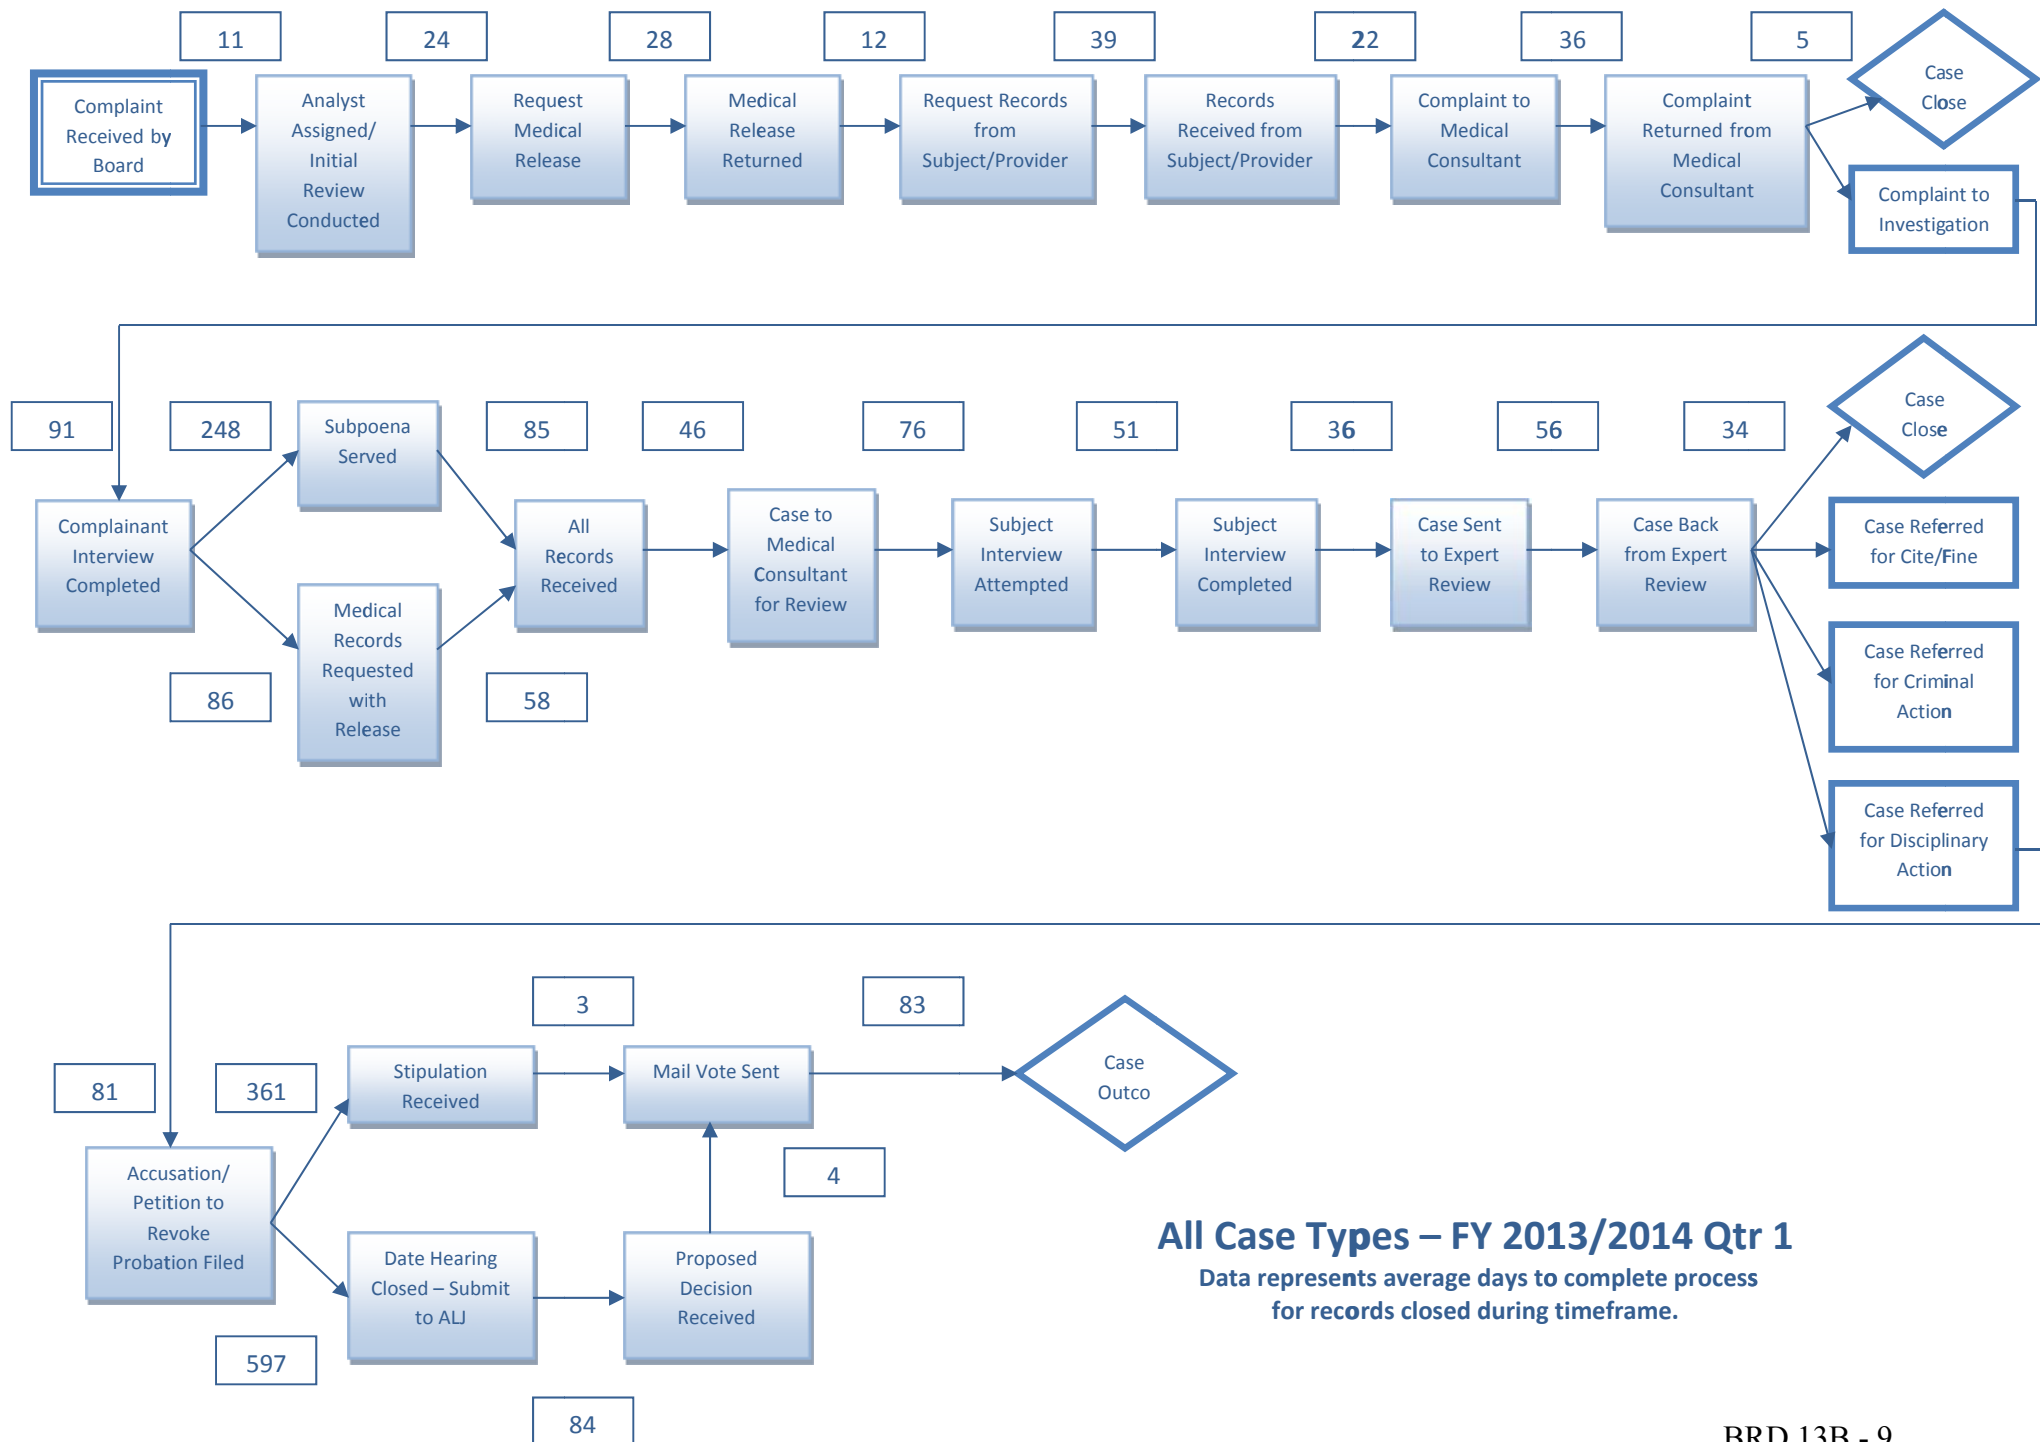 11
24
28
12
39
22
36
5
Complaint
Received by
Board
Analyst
Assigned/
Initial
Review
Conducted
Request
Medical
Release
Medical
Release
Returned
Request Records
from
Subject/Provider
Records
Received from
Subject/Provider
Complaint to
Medical
Consultant
Complaint
Returned from
Medical
Consultant
Case
Close
Complaint to
Investigation
91
248
85
46
76
51
36
56
34
Complainant
Interview
Completed
Subpoena
Served
Medical
Records
Requested
with
Release
86
58
All
Records
Received
Case to
Medical
Consultant
for Review
Subject
Interview
Attempted
Subject
Interview
Completed
Case Sent
to Expert
Review
Case Back
from Expert
Review
Case
Close
Case Referred
for Cite/Fine
Case Referred
for Criminal
Action
Case Referred
for Disciplinary
Action
81
361
3
83
Accusation/
Petition to
Revoke
Probation Filed
Stipulation
Received
Mail Vote Sent
Case
Outco
4
597
Date Hearing
Closed – Submit
to ALJ
Proposed
Decision
Received
84
All Case Types – FY 2013/2014 Qtr 1
Data represents average days to complete process
for records closed during timeframe.
BRD 13B - 9